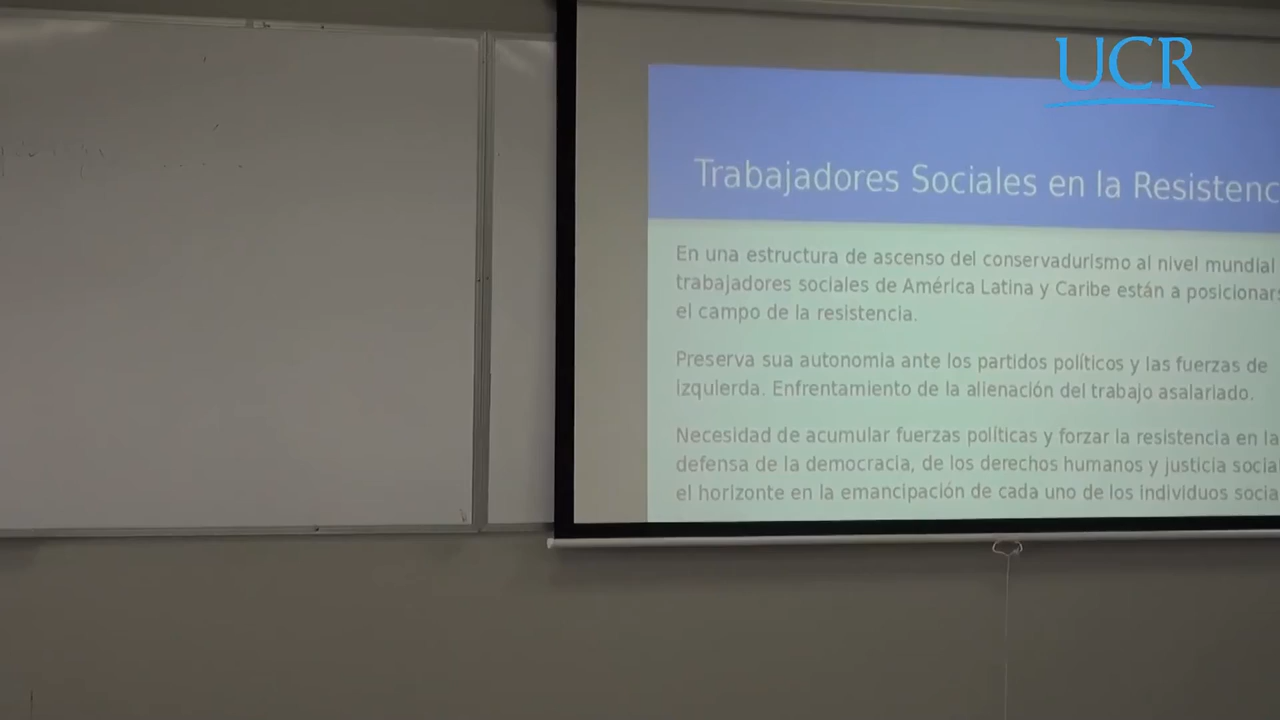 UCR
Trabajadores Sociales en la Resistenc
En una estructura de ascenso del conservadurismo al nivel mundial
trabajadores sociales de América Latina y Caribe están a posicionars
el campo de la resistencia.
Preserva sua autonomia ante los partidos políticos y las fuerzas de
izquierda. Enfrentamiento de la alienación del trabajo asalariado.
Necesidad de acumular fuerzas políticas y forzar la resistencia en la
defensa de la democracia, de los derechos humanos y justicia social
el horizonte en la emancipación de cada uno de los individuos socia